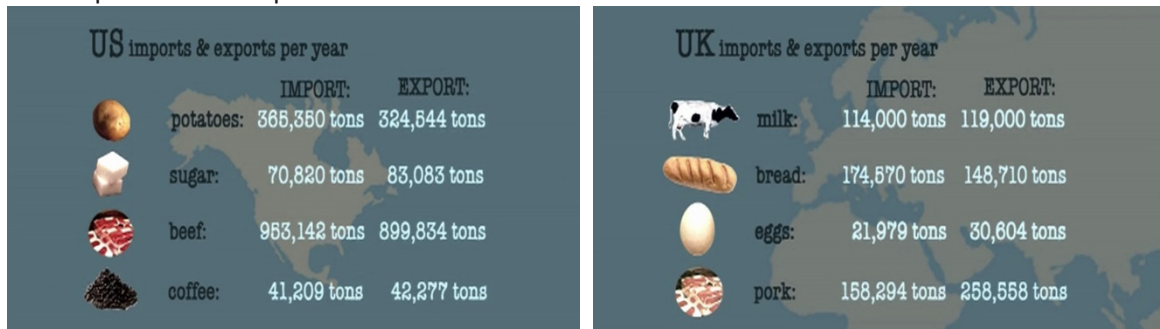 US imports & exports per year
IMPORT: EXPORT:
potatoes: 365,350 tons 324,544 tons
sugar: 70,820 tons 83,083 tons
beef: 953,142 tons 899,834 tons
coffee: 41,209 tons 42,277 tons
UK imports & exports per year
IMPORT: EXPORT:
milk: 114,000 tons 119,000 tons
bread: 174,570 tons 148,710 tons
eggs: 21,979 tons 30,604 tons
pork: 158,294 tons 258,558 tons